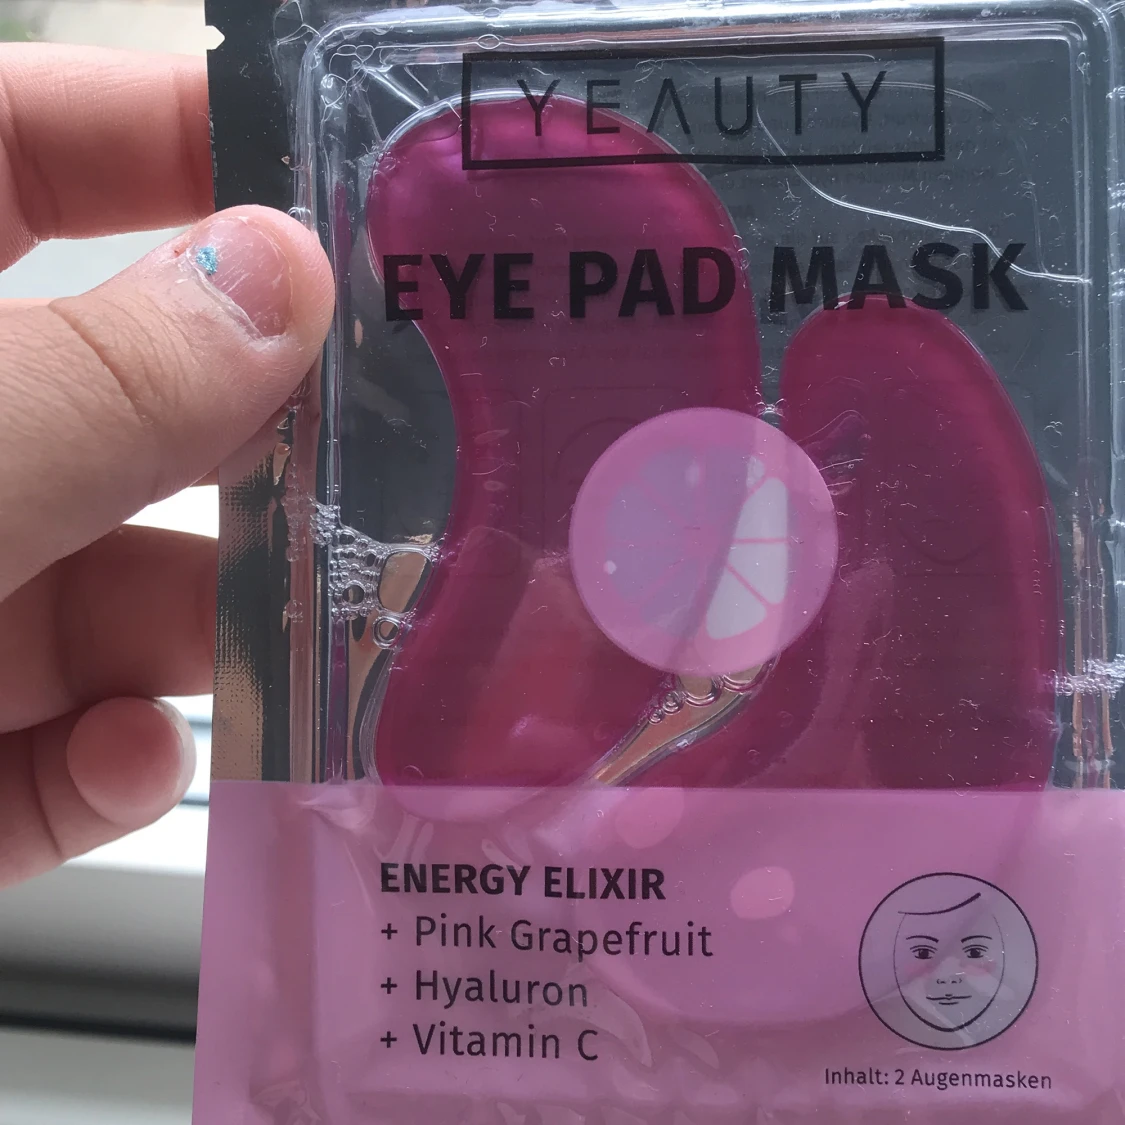 YEAUTY
EYE PAD MASK
ENERGY ELIXIR
+ Pink Grapefruit
+ Hyaluron
+ Vitamin C
Inhalt: 2 Augenmasken